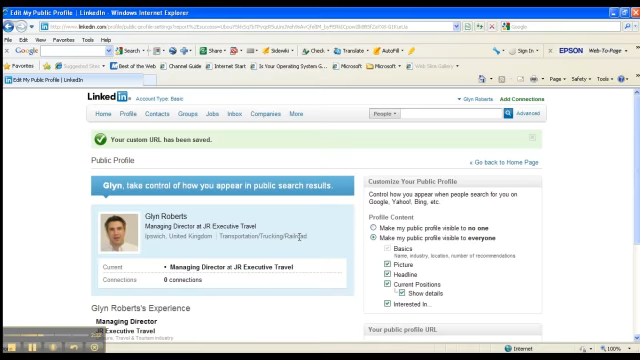 Edit My Public Profile | LinkedIn - Windows Internet Explorer
File Edit View Favorites Tools Help
Google Search Share Sidewiki Check Translate AutoFill Sign In EPSON Web-To-Page
Favorites Suggested Sites Best of the Web Channel Guide Internet Start Is Your Operating System G... Microsoft Microsoft Web Slice Gallery
Edit My Public Profile | LinkedIn Page Safety Tools
Linked in Account Type: Basic Glyn Roberts Add Connections
Home Profile Contacts Groups Jobs Inbox Companies More People Advanced
Your custom URL has been saved.
Public Profile Go back to Home Page
Glyn, take control of how you appear in public search results.
Glyn Roberts
Managing Director at JR Executive Travel
Ipswich, United Kingdom | Transportation/Trucking/Railroad
Current • Managing Director at JR Executive Travel
Connections 0 connections
Glyn Roberts's Experience
Managing Director
JR Executive Travel
Leisure, Travel & Tourism industry
Customize Your Public Profile
Control how you appear when people search for you on
Google, Yahoo!, Bing, etc.
Profile Content
Make my public profile visible to no one
Make my public profile visible to everyone
Basics
Name, industry, location, number of recommendations
Picture
Headline
Current Positions
Show details
Interested In...
Your public profile URL
Internet 100%